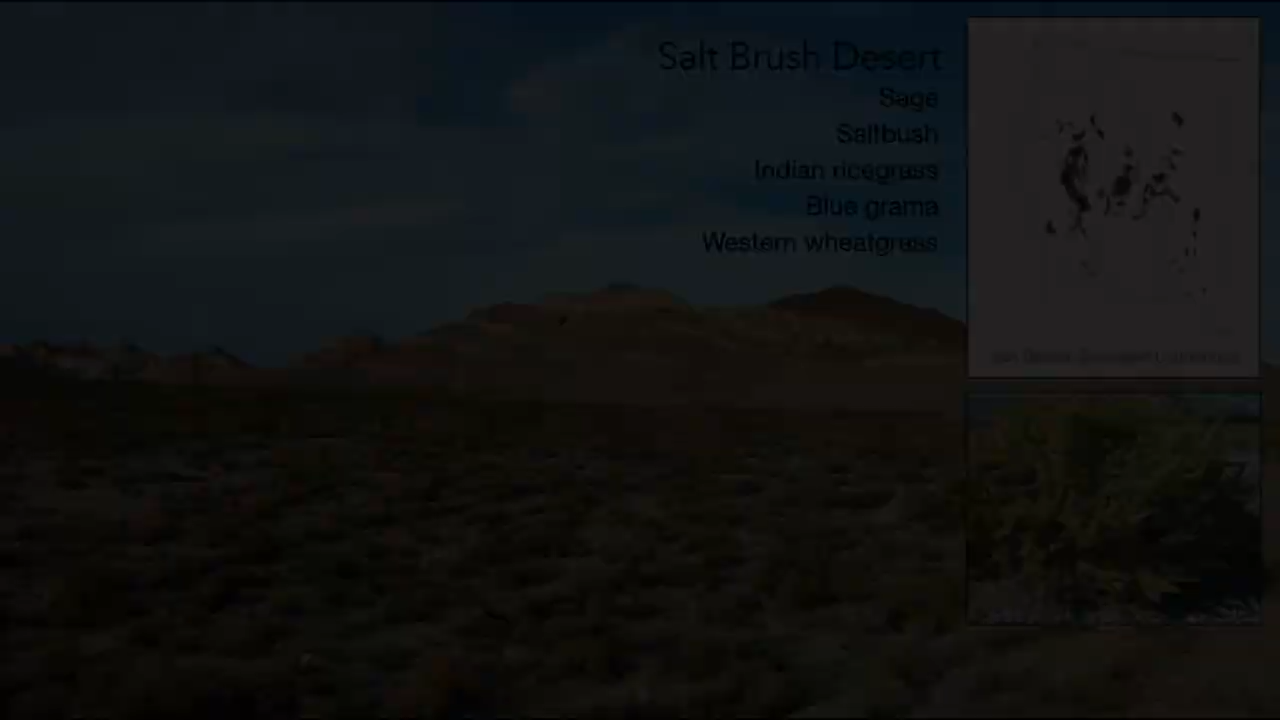 Salt Brush Desert
Sage
Saltbush
Indian ricegrass
Blue grama
Western wheatgrass